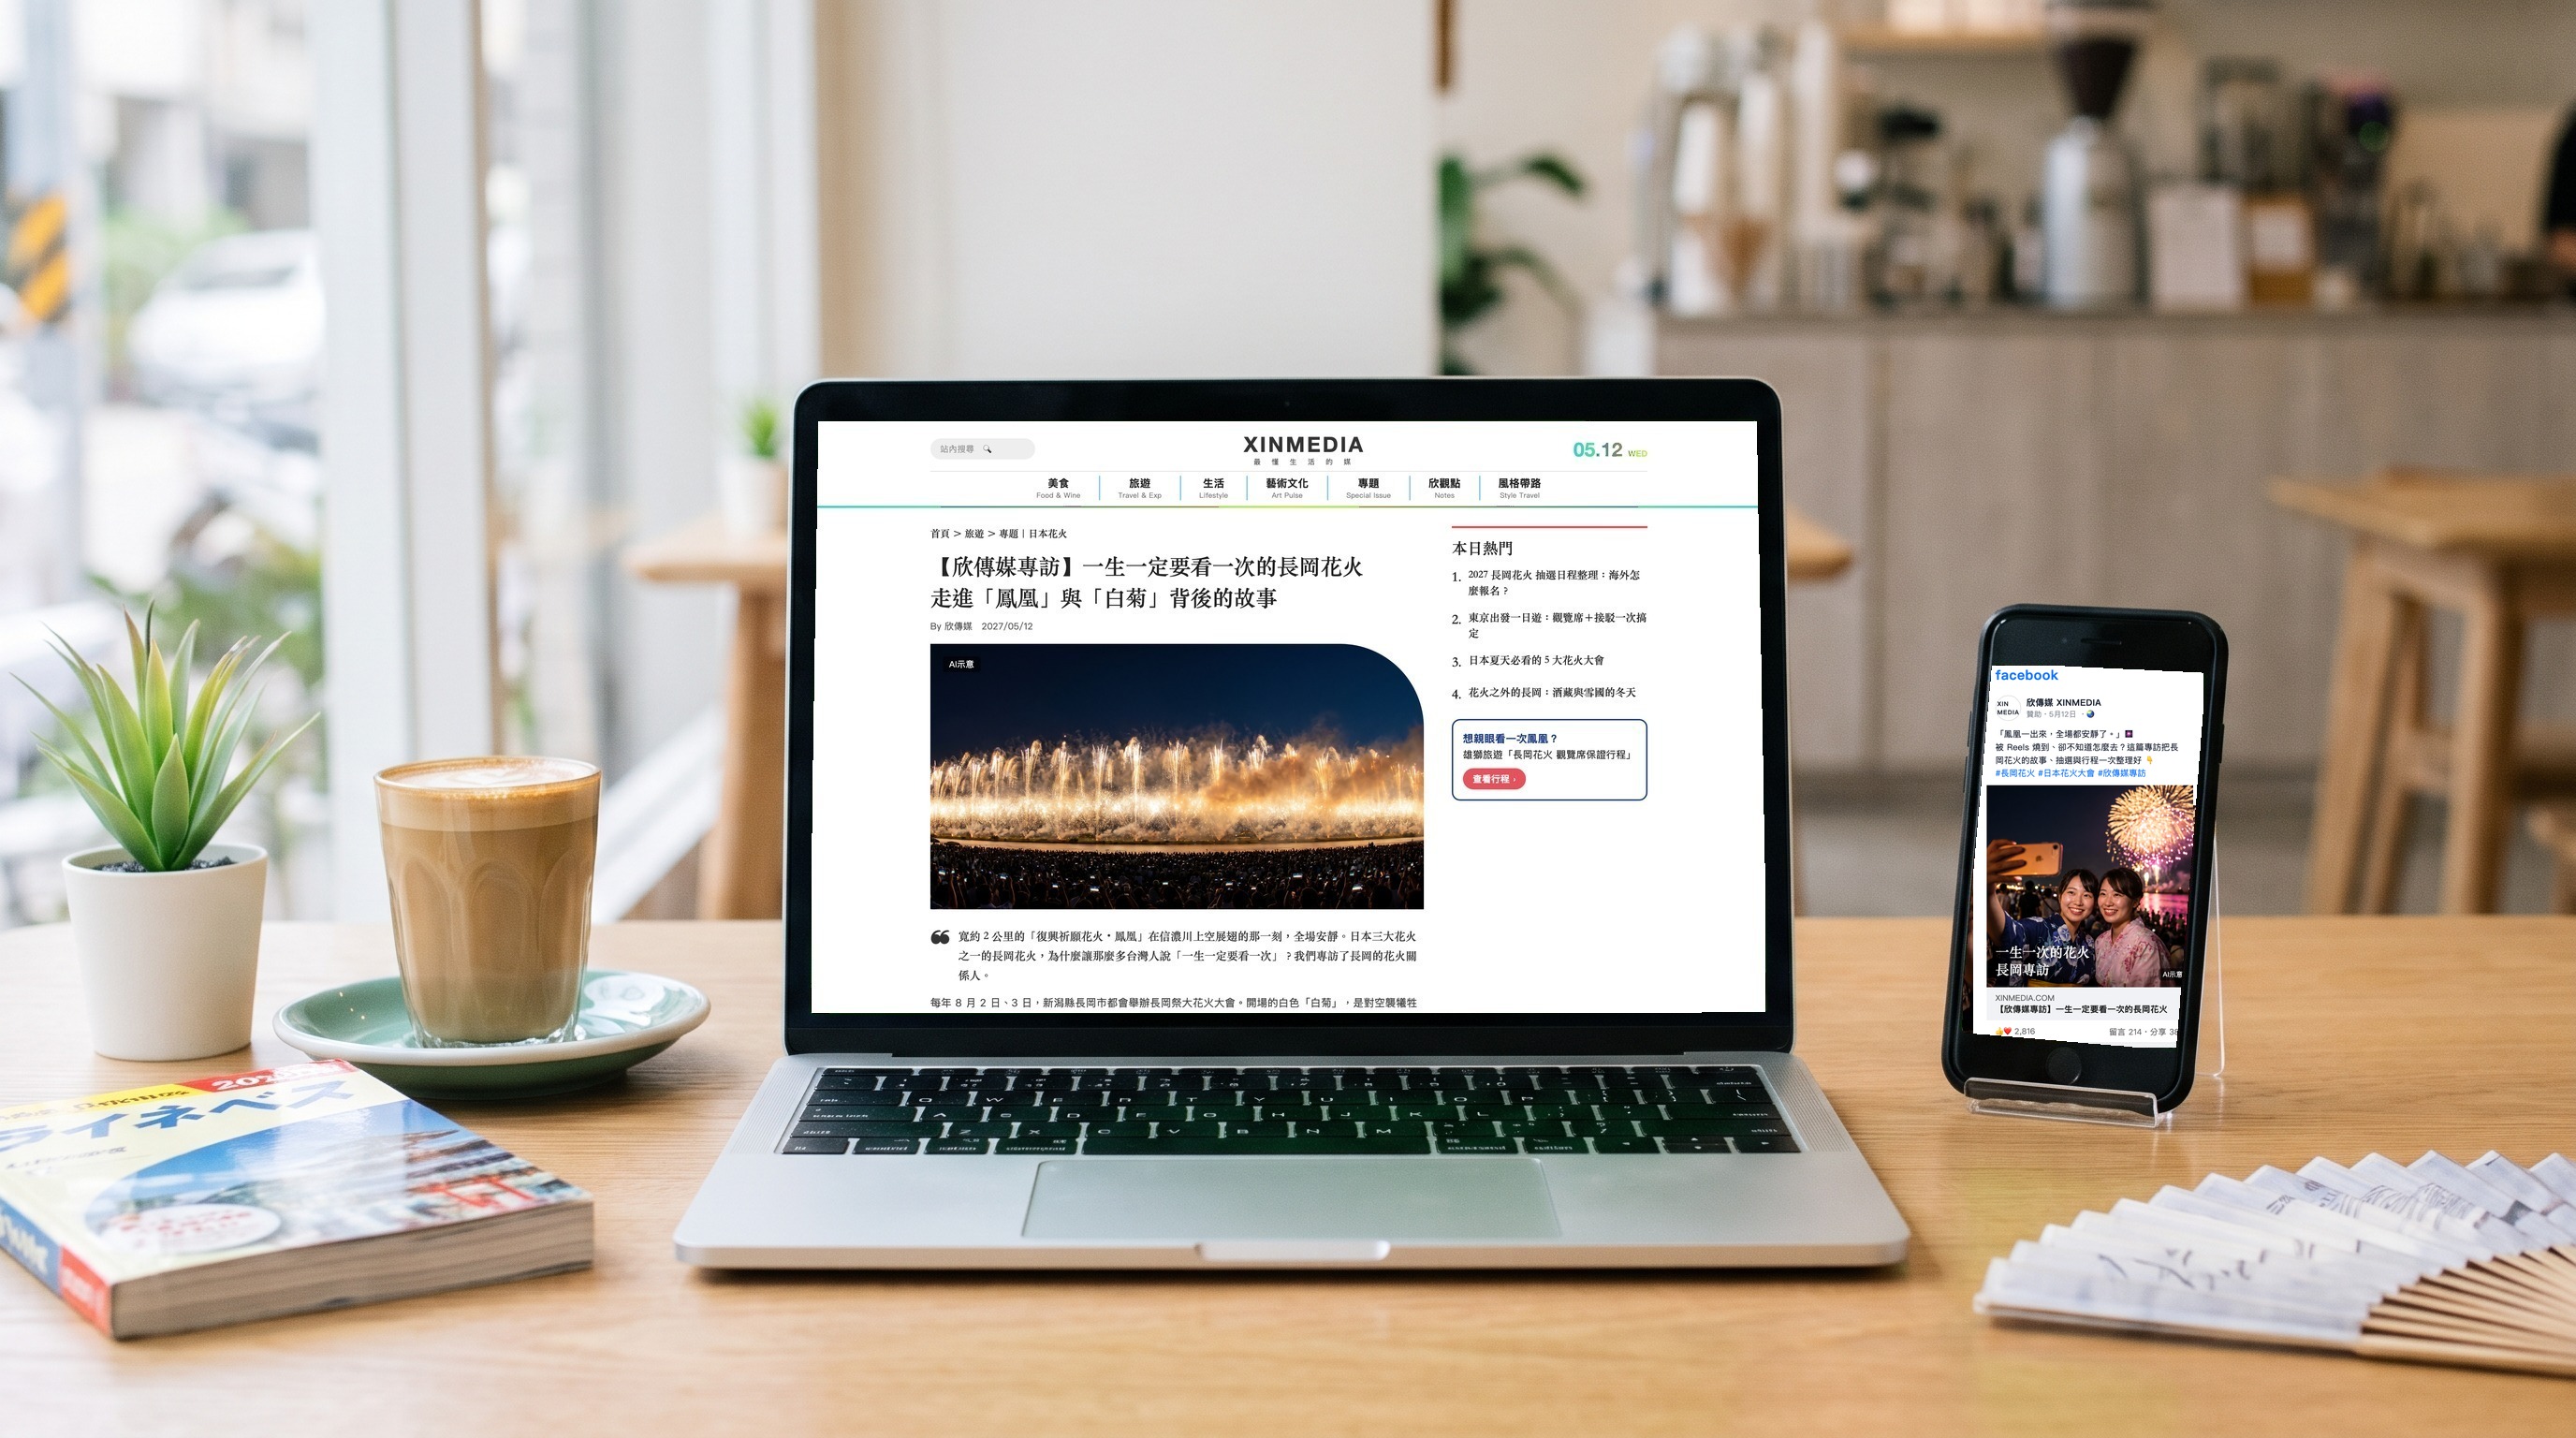 站內搜尋
XINMEDIA
最懂生活的媒
05.12 WED
美食 旅遊 生活 藝術文化 專題 欣觀點 風格帶路
Food & Wine Travel & Exp Lifestyle Art Pulse Special Issue Notes Style Travel
首頁 > 旅遊 > 專題 | 日本花火
【欣傳媒專訪】一生一定要看一次的長岡花火
走進「鳳凰」與「白菊」背後的故事
By 欣傳媒 2027/05/12
AI示意
寬約 2 公里的「復興祈願花火・鳳凰」在信濃川上空展翅的那一刻，全場安靜。日本三大花火
之一的長岡花火，為什麼讓那麼多台灣人說「一生一定要看一次」？我們專訪了長岡的花火關
係人。
每年 8 月 2 日、3 日，新潟縣長岡市都會舉辦長岡祭大花火大會。開場的白色「白菊」，是對空襲犧牲
本日熱門
1. 2027 長岡花火 抽選日程整理：海外怎
麼報名？
2. 東京出發一日遊：觀覽席＋接駁一次搞
定
3. 日本夏天必看的 5 大花火大會
4. 花火之外的長岡：酒藏與雪國的冬天
想親眼看一次鳳凰？
雄獅旅遊「長岡花火 觀覽席保證行程」
查看行程 ›
facebook
XIN
MEDIA
欣傳媒 XINMEDIA
贊助・5月12日・
「鳳凰一出來，全場都安靜了。」🎆
被 Reels 燒到、卻不知道怎麼去？這篇專訪把長
岡花火的故事、抽選與行程一次整理好 👇
#長岡花火 #日本花火大會 #欣傳媒專訪
一生一次的花火
長岡專訪
AI示意
XINMEDIA.COM
【欣傳媒專訪】一生一定要看一次的長岡花火
👍❤️ 2,816
留言 214・分享 38
ライネベス